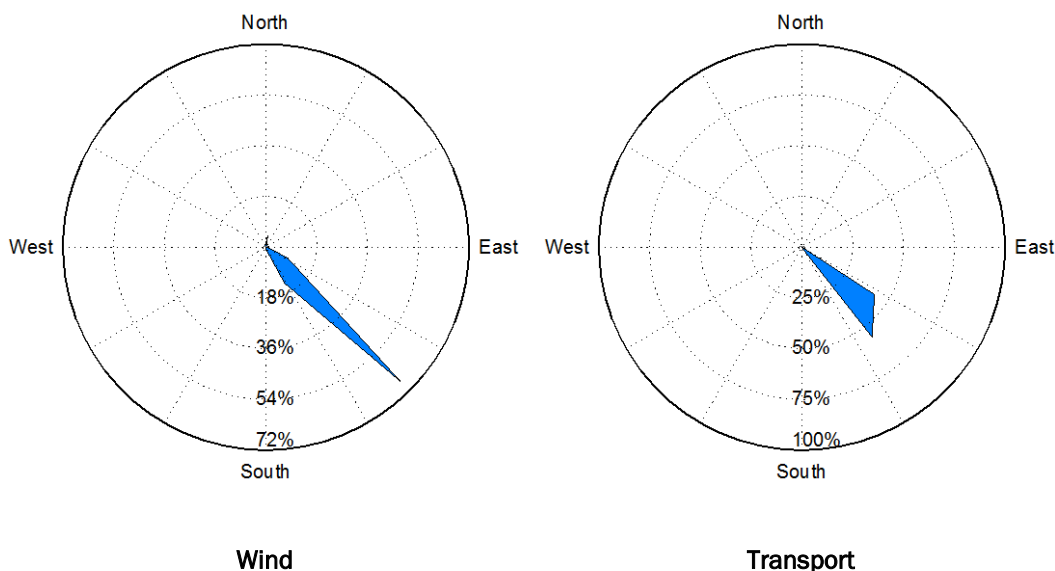 North
West
East
18%
36%
54%
72%
South
Wind
North
West
East
25%
50%
75%
100%
South
Transport